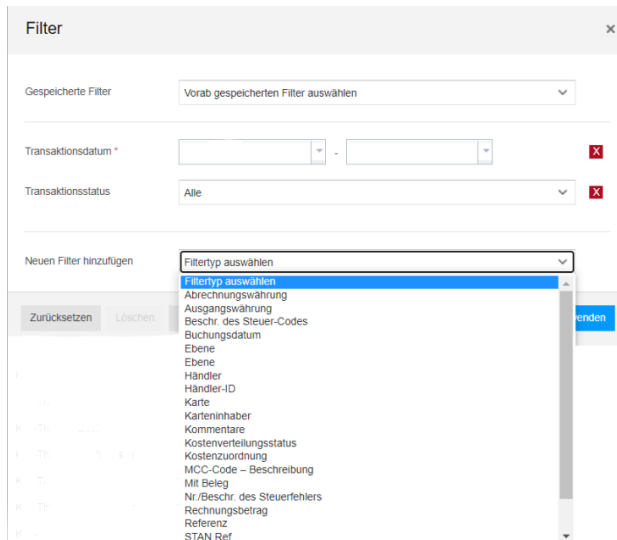 Filter
×
Gespeicherte Filter
Vorab gespeicherten Filter auswählen
Transaktionsdatum *
-
X
Transaktionsstatus
Alle
X
Neuen Filter hinzufügen
Filtertyp auswählen
Filtertyp auswählen
Abrechnungswährung
Ausgangswährung
Beschr. des Steuer-Codes
Zurücksetzen
Löschen
enden
Buchungsdatum
Ebene
Ebene
Händler
Händler-ID
Karte
Karteninhaber
Kommentare
Kostenverteilungsstatus
Kostenzuordnung
MCC-Code – Beschreibung
Mit Beleg
Nr./Beschr. des Steuerfehlers
Rechnungsbetrag
Referenz
STAN Ref